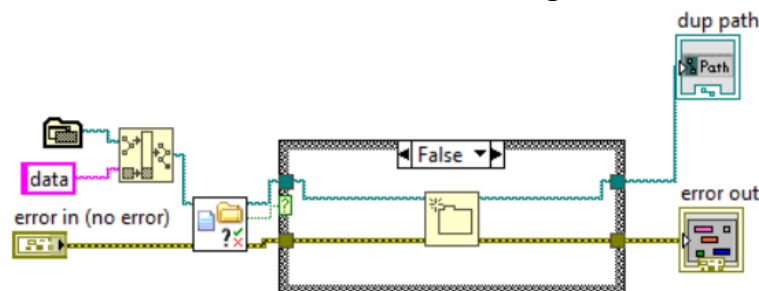 dup path
Path
False
data
?
error in (no error)
?
error out